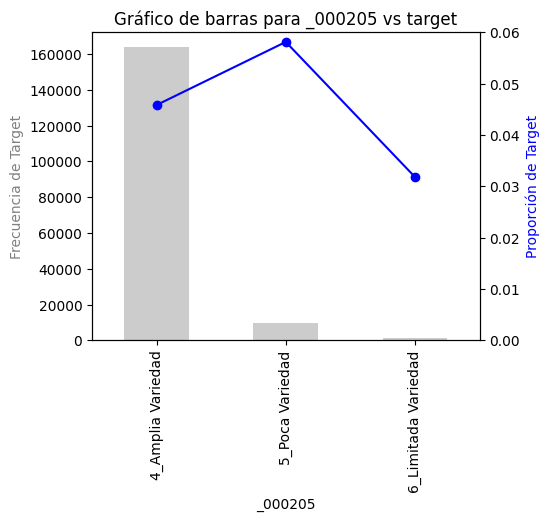 Gráfico de barras para _000205 vs target
Frecuencia de Target
160000
140000
120000
100000
80000
60000
40000
20000
0
0.06
0.05
0.04
0.03
0.02
0.01
0.00
Proporción de Target
4_Amplia Variedad
5_Poca Variedad
6_Limitada Variedad
_000205